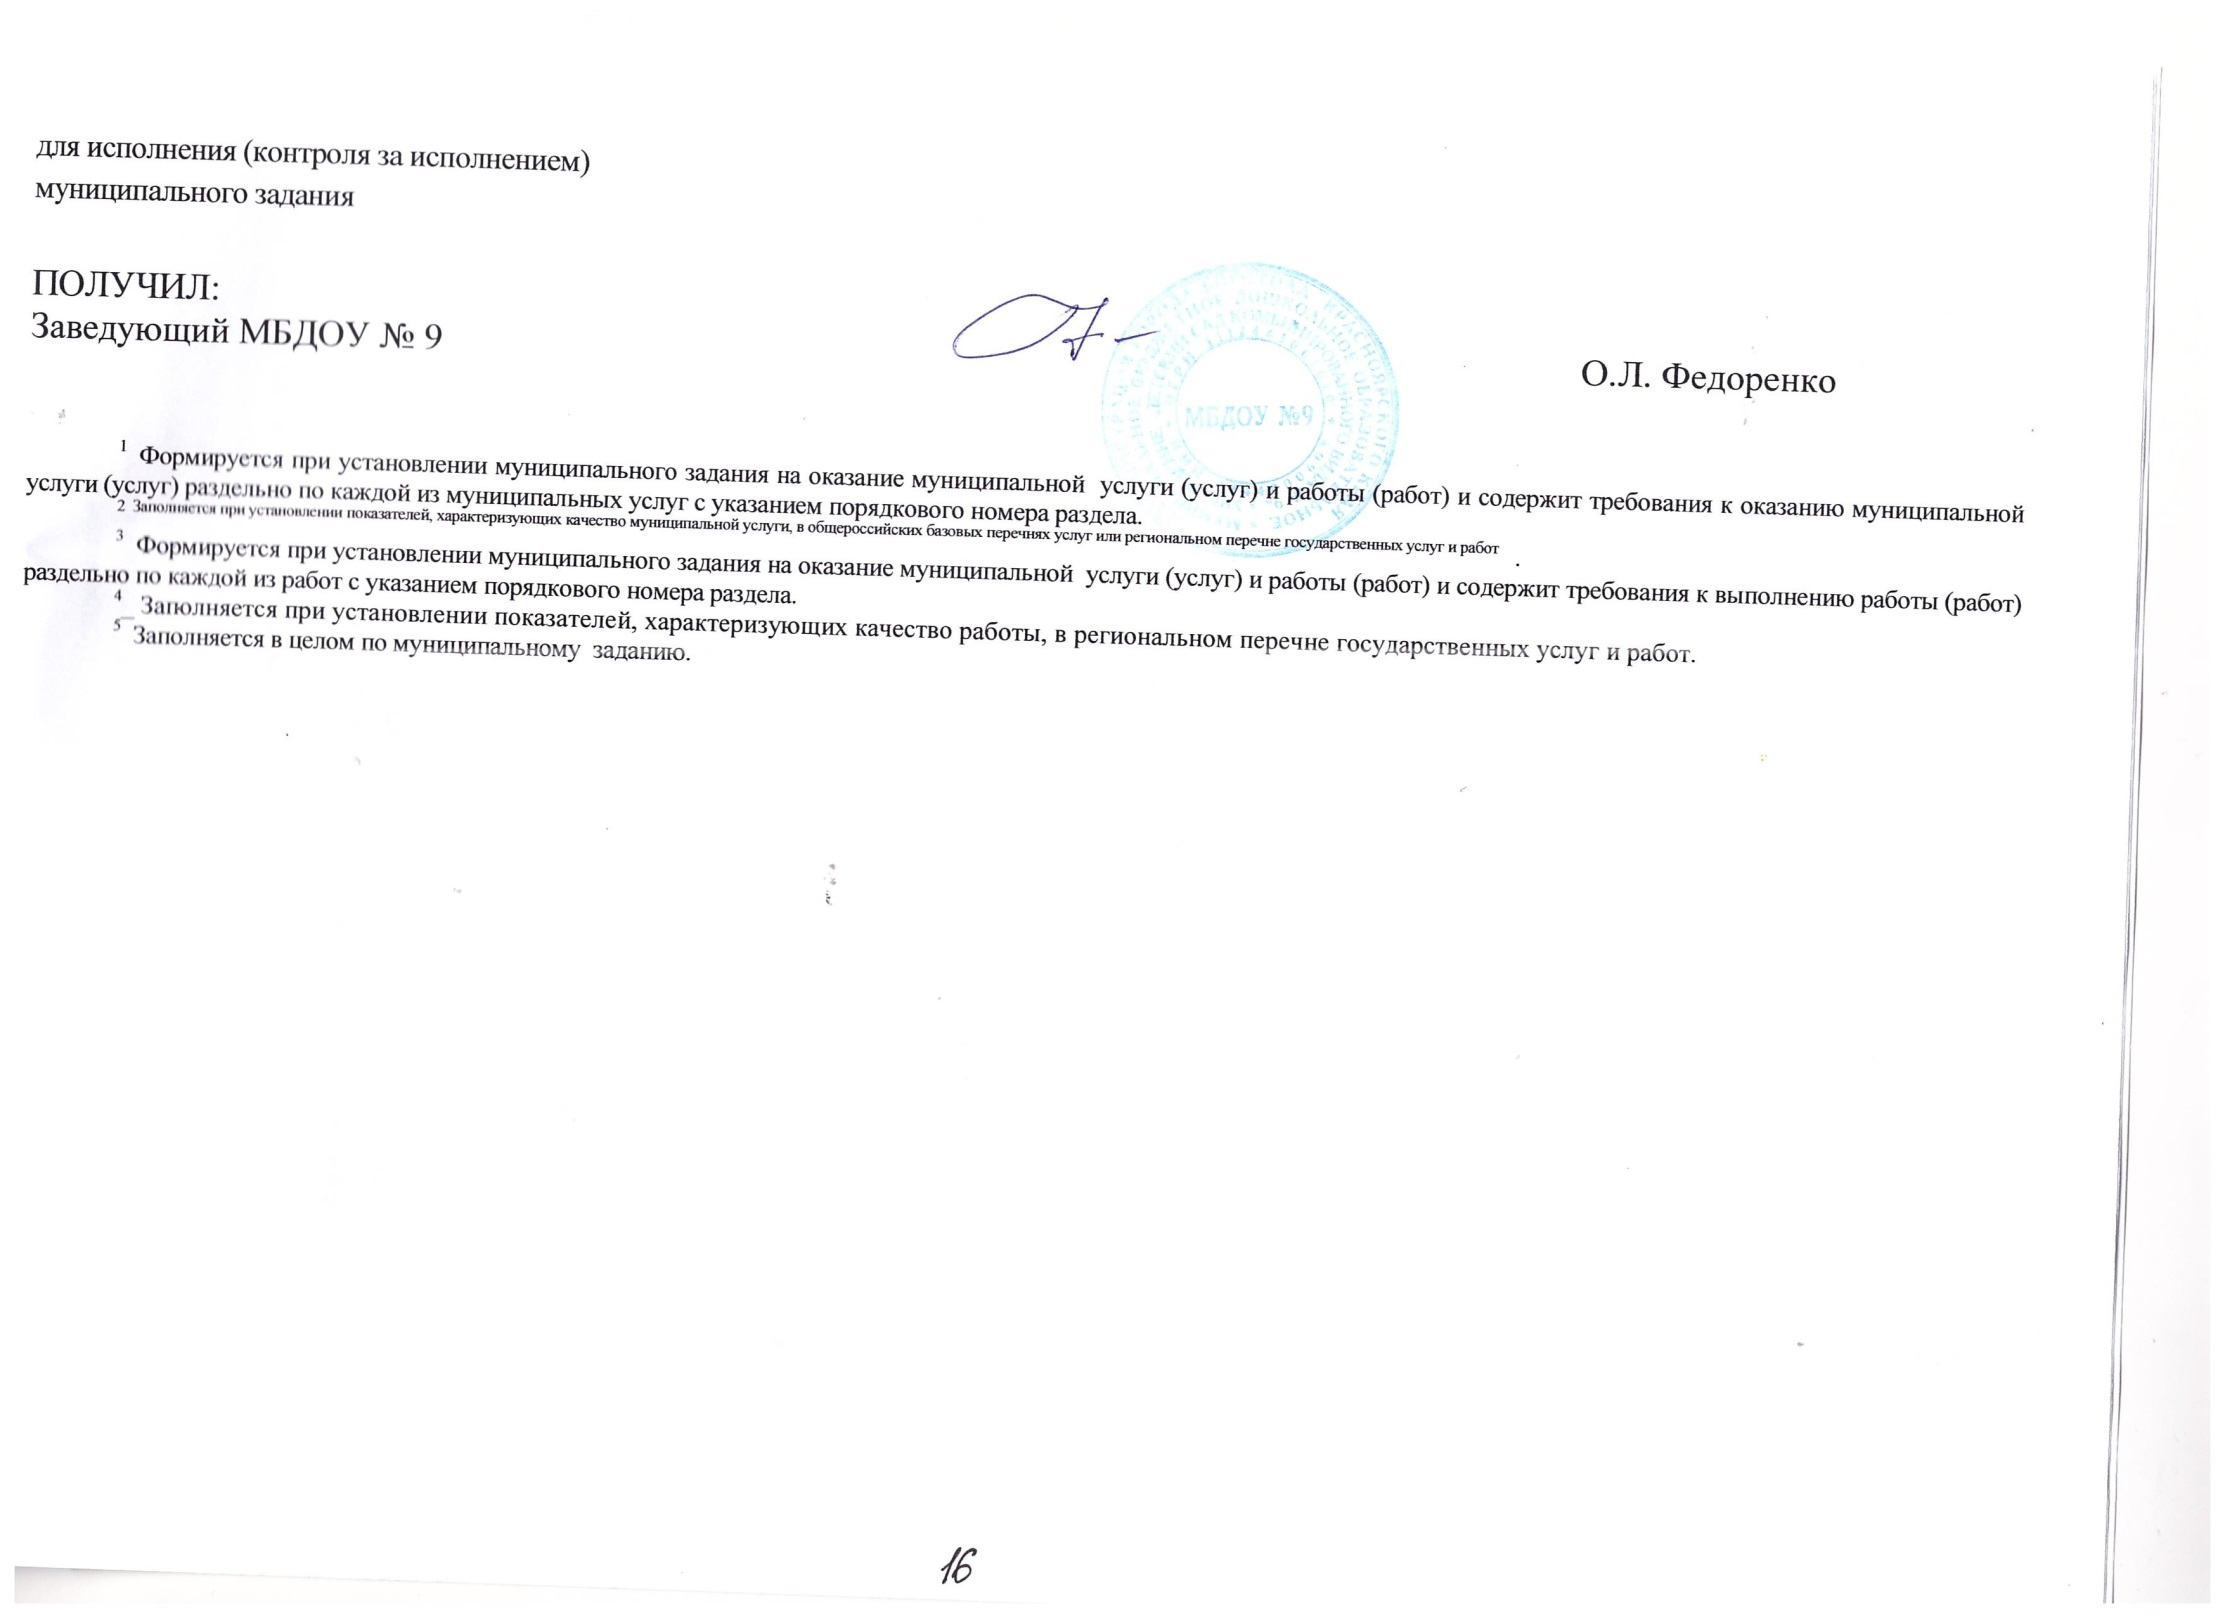 для исполнения (контроля за исполнением)
муниципального задания
ПОЛУЧИЛ:
Заведующий МБДОУ № 9
МБДОУ №9
О.Л. Федоренко
1 Формируется при установлении муниципального задания на оказание муниципальной услуги (услуг) и работы (работ) и содержит требования к оказанию муниципальной
услуги (услуг) раздельно по каждой из муниципальных услуг с указанием порядкового номера раздела.
2 Заполняется при установлении показателей, характеризующих качество муниципальной услуги, в общероссийских базовых перечнях услуг или региональном перечне государственных услуг и работ .
3 Формируется при установлении муниципального задания на оказание муниципальной услуги (услуг) и работы (работ) и содержит требования к выполнению работы (работ)
раздельно по каждой из работ с указанием порядкового номера раздела.
4 Заполняется при установлении показателей, характеризующих качество работы, в региональном перечне государственных услуг и работ.
5 Заполняется в целом по муниципальному заданию.
16